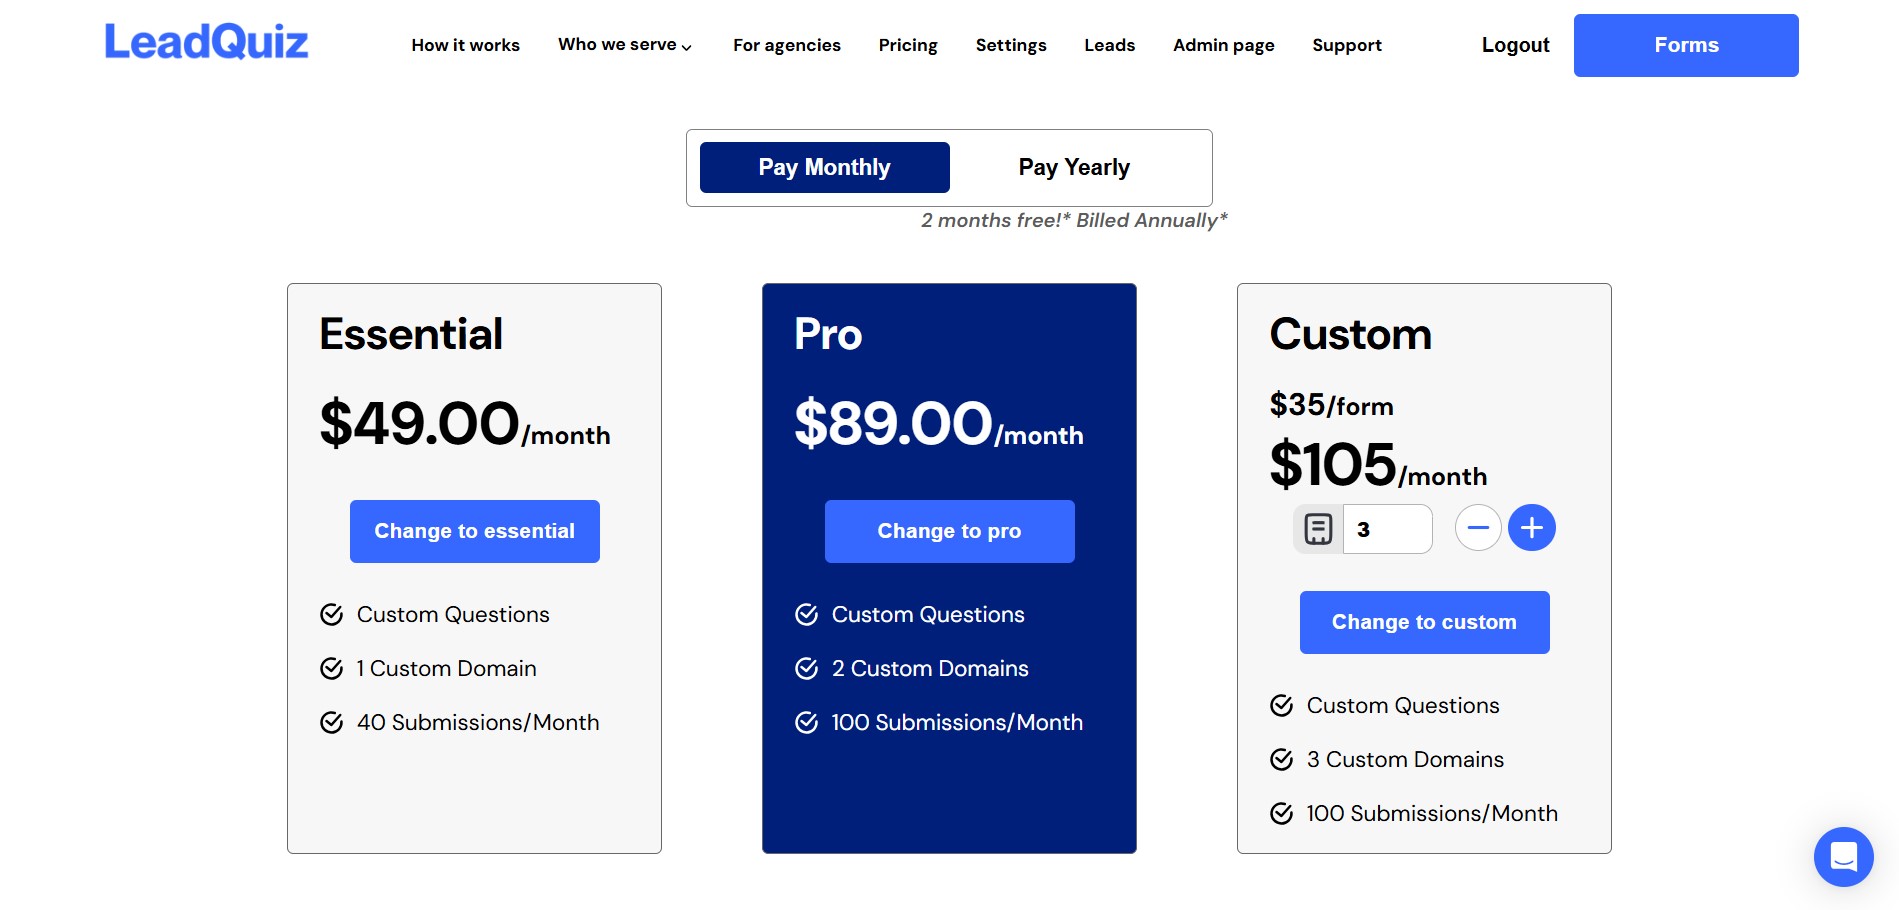 LeadQuiz
How it works
Who we serve
For agencies
Pricing
Settings
Leads
Admin page
Support
Logout
Forms
Pay Monthly
Pay Yearly
2 months free!* Billed Annually*
Essential
$49.00/month
Change to essential
Custom Questions
1 Custom Domain
40 Submissions/Month
Pro
$89.00/month
Change to pro
Custom Questions
2 Custom Domains
100 Submissions/Month
Custom
$35/form
$105/month
3
Change to custom
Custom Questions
3 Custom Domains
100 Submissions/Month